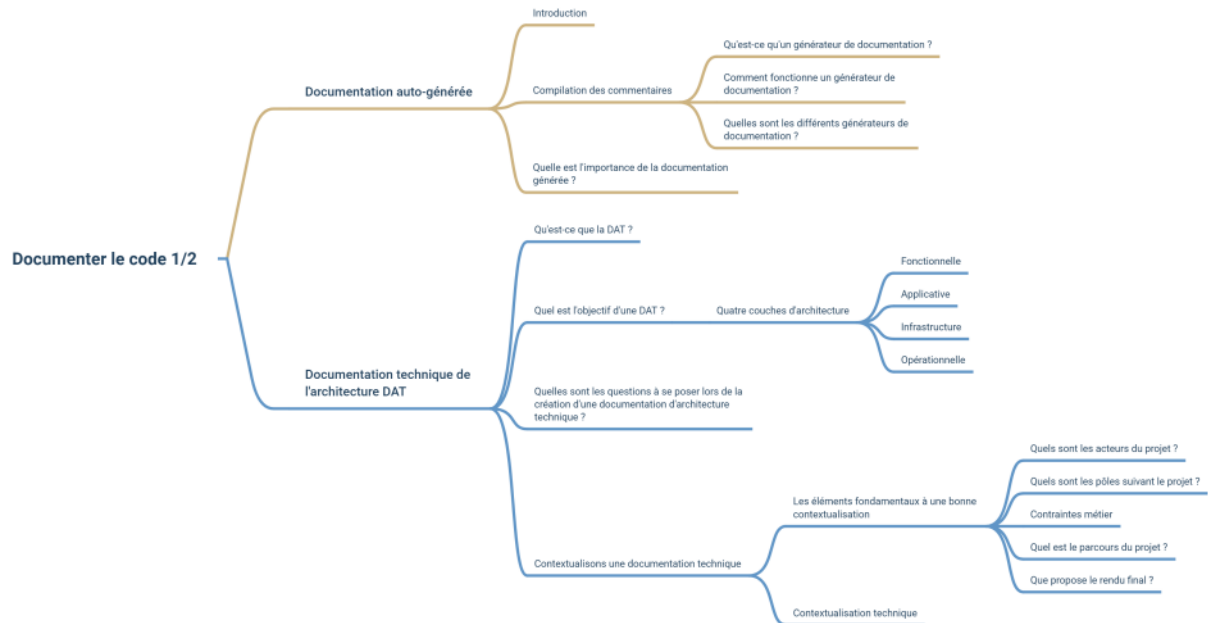 Documenter le code 1/2
Documentation auto-générée
Introduction
Compilation des commentaires
Qu'est-ce qu'un générateur de documentation ?
Comment fonctionne un générateur de
documentation ?
Quelles sont les différents générateurs de
documentation ?
Quelle est l'importance de la documentation
générée ?
Documentation technique de
l'architecture DAT
Qu'est-ce que la DAT ?
Quel est l'objectif d'une DAT ?
Quatre couches d'architecture
Fonctionnelle
Applicative
Infrastructure
Opérationnelle
Quelles sont les questions à se poser lors de la
création d'une documentation d'architecture
technique ?
Contextualisons une documentation technique
Les éléments fondamentaux à une bonne
contextualisation
Quels sont les acteurs du projet ?
Quels sont les pôles suivant le projet ?
Contraintes métier
Quel est le parcours du projet ?
Que propose le rendu final ?
Contextualisation technique